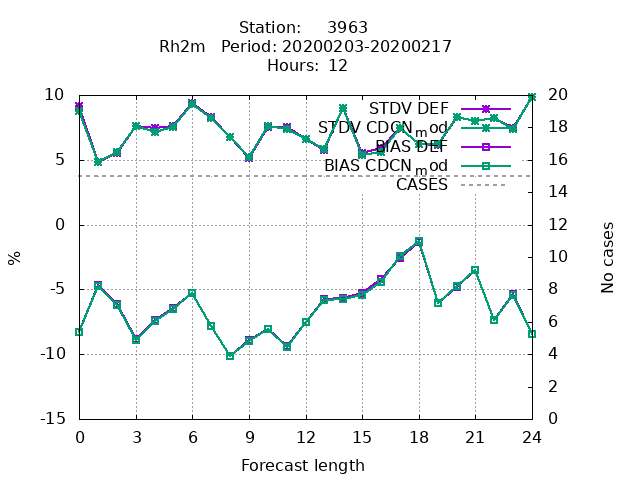 Station: 3963
Rh2m Period: 20200203-20200217
Hours: 12
10
5
0
-5
-10
-15
%
20
18
16
14
12
10
8
6
4
2
0
No cases
STDV DEF
STDV CDCNmod
BIAS DEF
BIAS CDCNmod
CASES
0 3 6 9 12 15 18 21 24
Forecast length